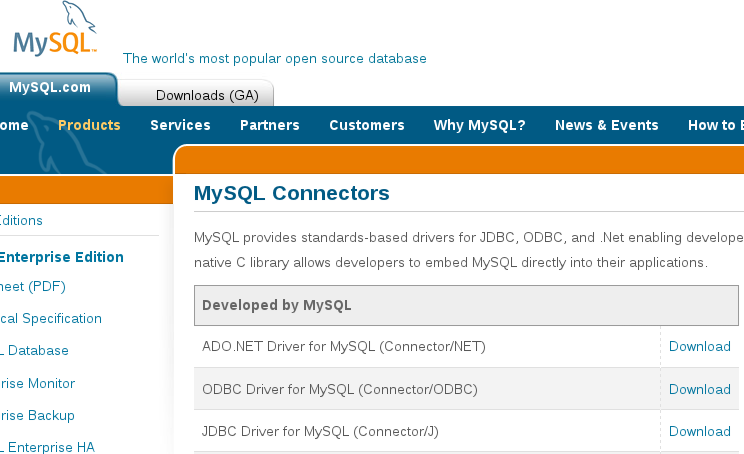 MySQL™
The world's most popular open source database
MySQL.com
Downloads (GA)
ome Products Services Partners Customers Why MySQL? News & Events How to B
MySQL Connectors
Editions
MySQL provides standards-based drivers for JDBC, ODBC, and .Net enabling develope
Enterprise Edition
native C library allows developers to embed MySQL directly into their applications.
heet (PDF)
Developed by MySQL
cal Specification
ADO.NET Driver for MySQL (Connector/NET) Download
L Database
rise Monitor
ODBC Driver for MySQL (Connector/ODBC) Download
rise Backup
JDBC Driver for MySQL (Connector/J) Download
L Enterprise HA